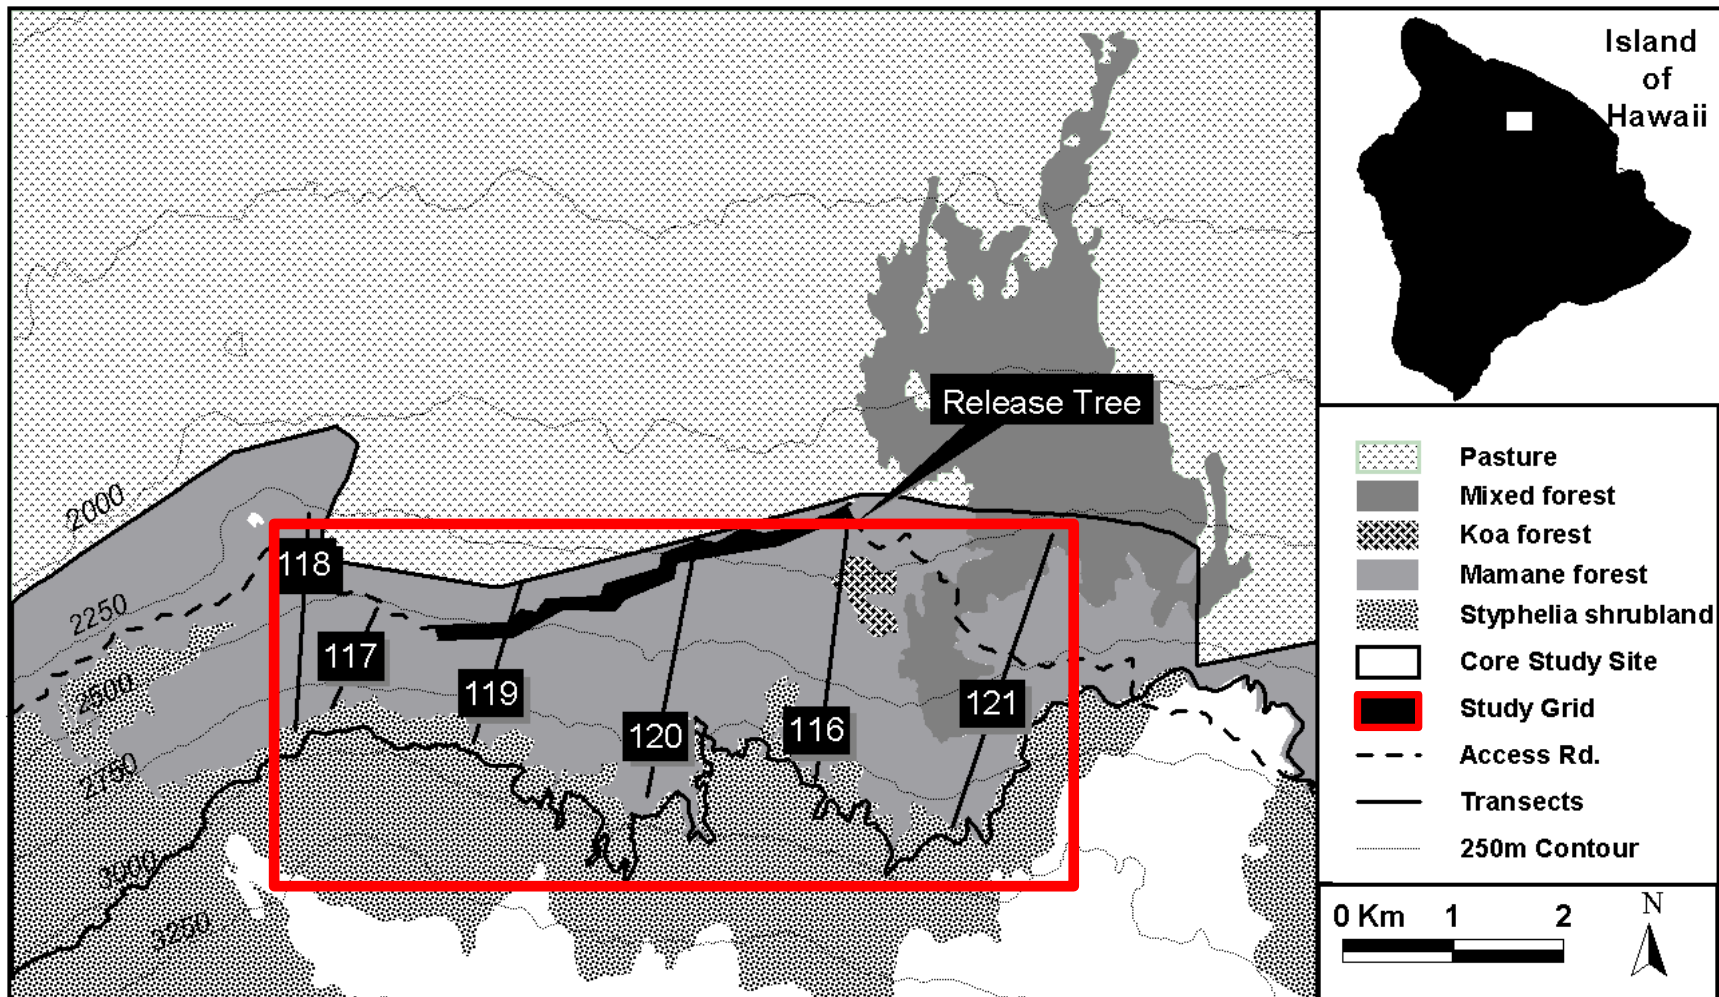 Island
of
Hawaii
Release Tree
2000
118
2250
117
2500
119
121
116
120
2750
3000
3250
Pasture
Mixed forest
Koa forest
Mamane forest
Styphelia shrubland
Core Study Site
Study Grid
Access Rd.
Transects
250m Contour
0 Km 1 2
N